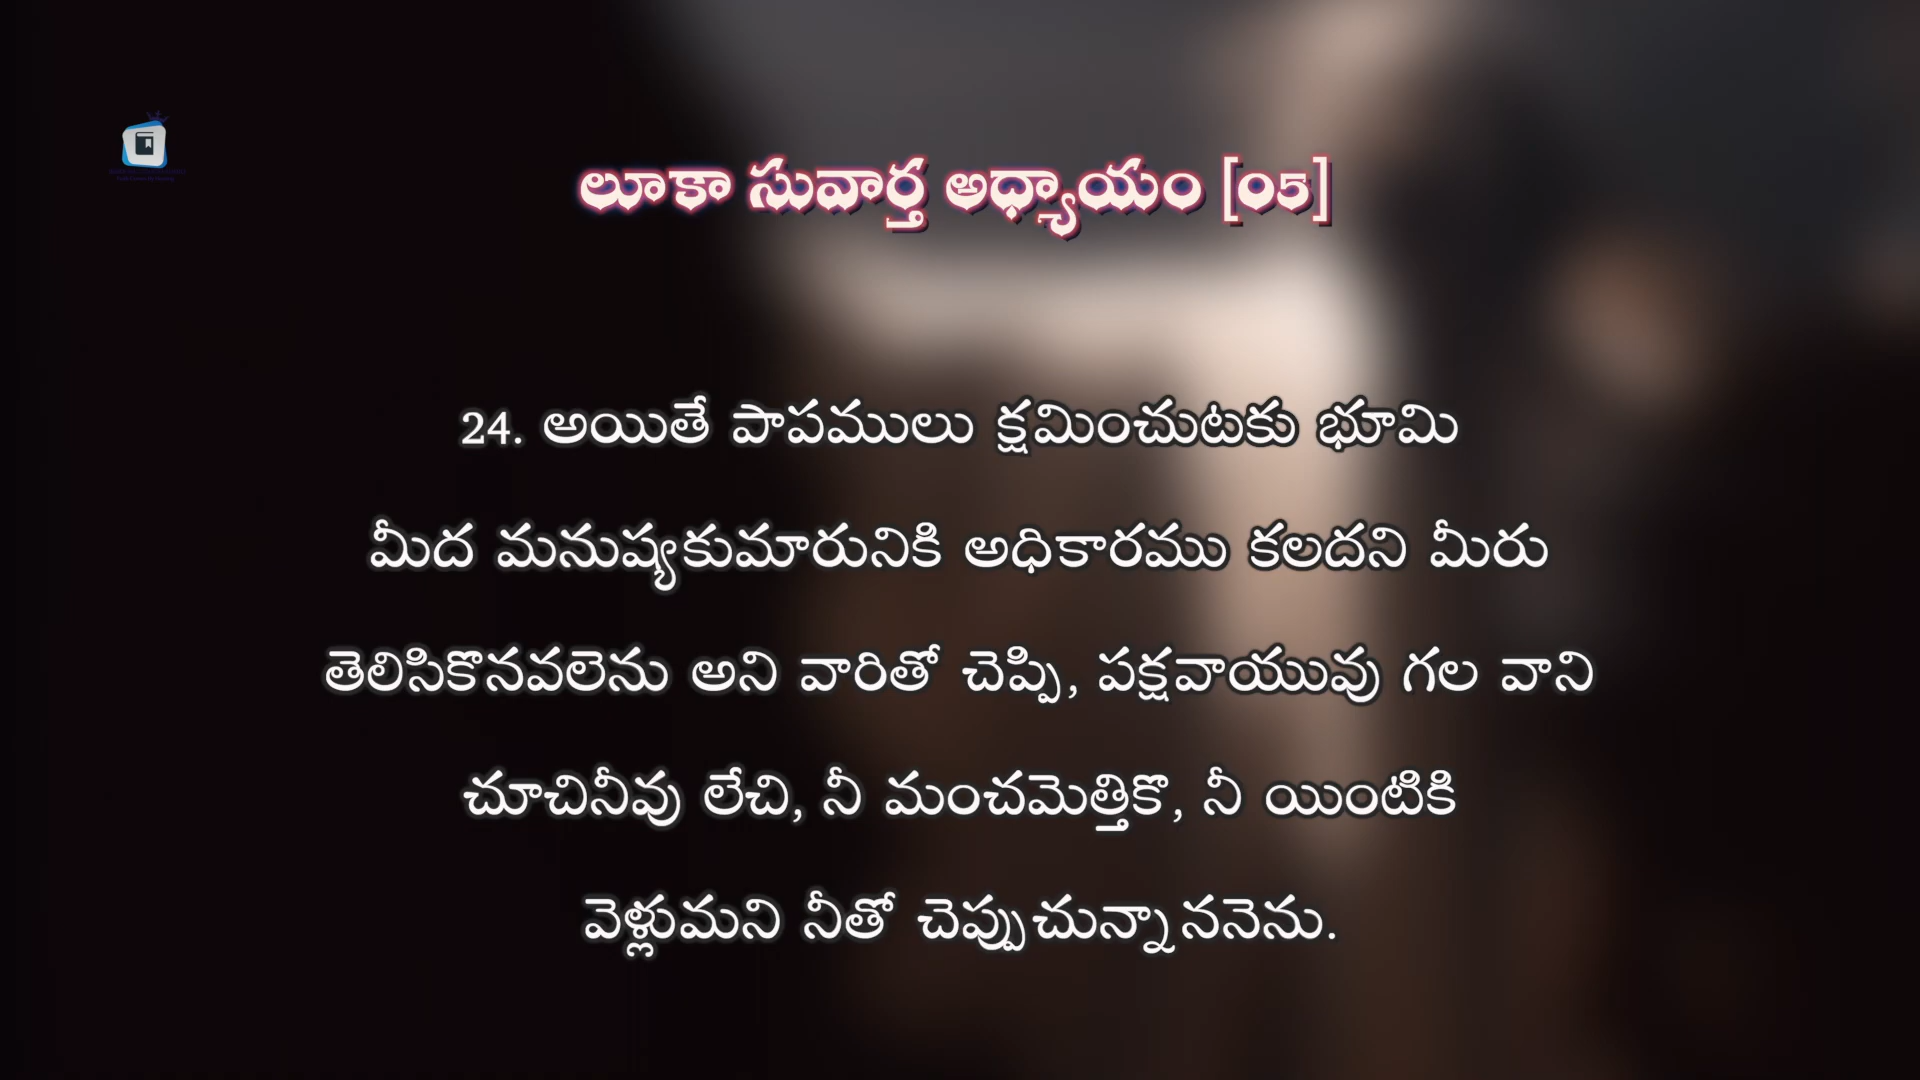 లూకా సువార్త అధ్యాయం [05]
24. అయితే పాపములు క్షమించుటకు భూమి
మీద మనుష్యకుమారునికి అధికారము కలదని మీరు
తెలిసికొనవలెను అని వారితో చెప్పి, పక్షవాయువు గల వాని
చూచినీవు లేచి, నీ మంచమెత్తికొ, నీ యింటికి
వెళ్లుమని నీతో చెప్పుచున్నాననెను.